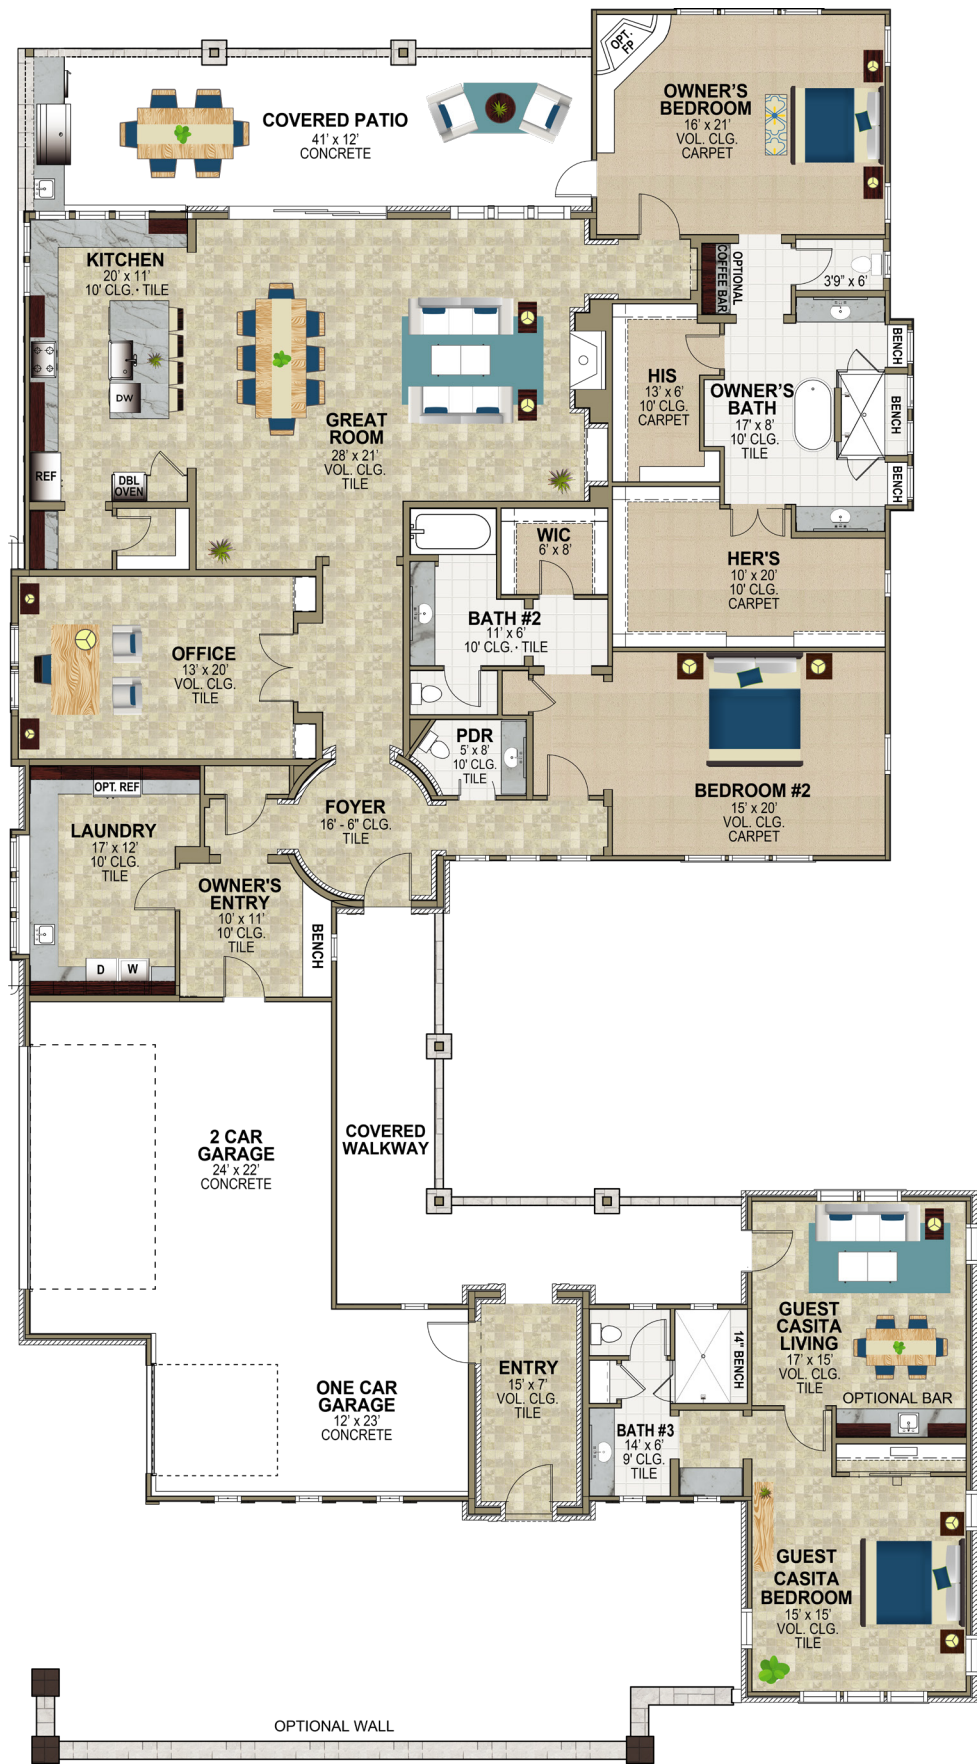 OPT.
FP
OWNER'S
BEDROOM
16' x 21'
VOL. CLG.
CARPET
COVERED PATIO
41' x 12'
CONCRETE
KITCHEN
20' x 11'
10' CLG. · TILE
OPTIONAL
COFFEE BAR
3'9" x 6'
BENCH
HIS
13' x 6'
10' CLG.
CARPET
OWNER'S
BATH
17' x 8'
10' CLG.
TILE
BENCH
BENCH
DW
GREAT
ROOM
28' x 21'
VOL. CLG.
TILE
REF
DBL
OVEN
WIC
6' x 8'
HER'S
10' x 20'
10' CLG.
CARPET
BATH #2
11' x 6'
10' CLG. · TILE
OFFICE
13' x 20'
VOL. CLG.
TILE
PDR
5' x 8'
10' CLG.
TILE
OPT. REF
BEDROOM #2
15' x 20'
VOL. CLG.
CARPET
FOYER
16' - 6" CLG.
TILE
LAUNDRY
17' x 12'
10' CLG.
TILE
OWNER'S
ENTRY
10' x 11'
10' CLG.
TILE
BENCH
D
W
2 CAR
GARAGE
24' x 22'
CONCRETE
COVERED
WALKWAY
GUEST
CASITA
LIVING
17' x 15'
VOL. CLG.
TILE
OPTIONAL BAR
14" BENCH
ENTRY
15' x 7'
VOL. CLG.
TILE
ONE CAR
GARAGE
12' x 23'
CONCRETE
BATH #3
14' x 6'
9' CLG.
TILE
GUEST
CASITA
BEDROOM
15' x 15'
VOL. CLG.
TILE
OPTIONAL WALL